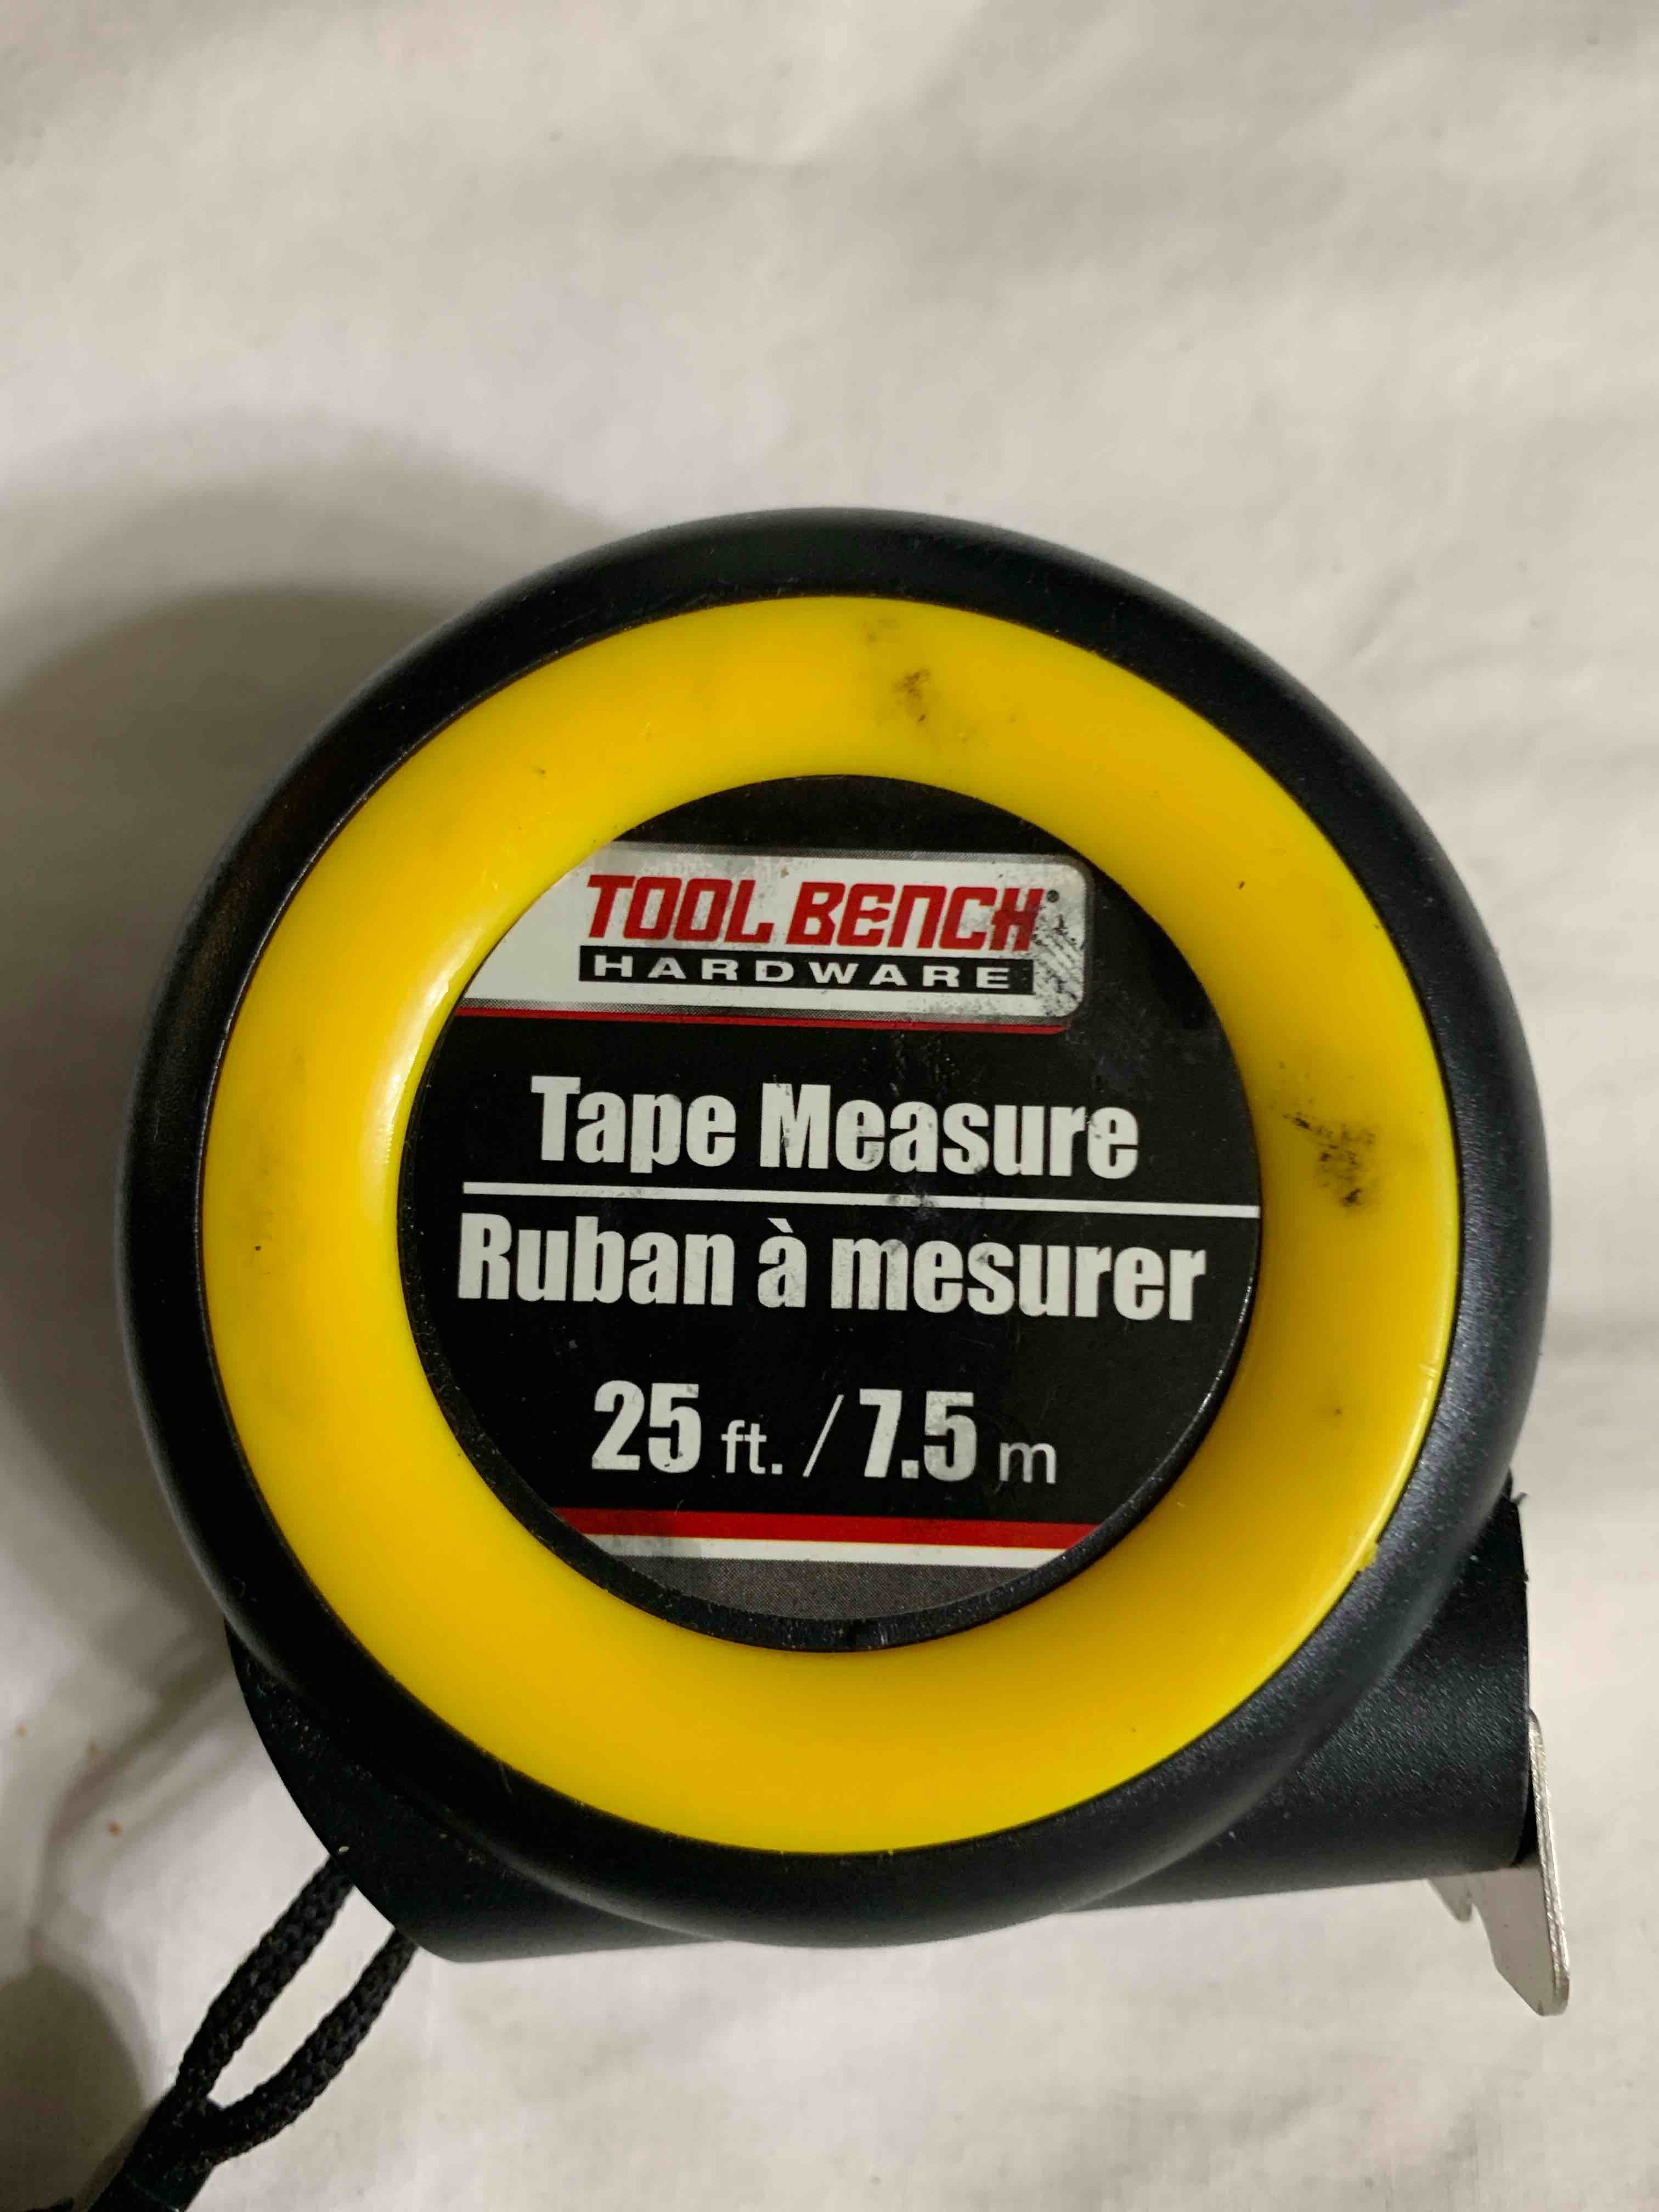 TOOL BENCH®
HARDWARE
Tape Measure
Ruban à mesurer
25 ft. / 7.5 m